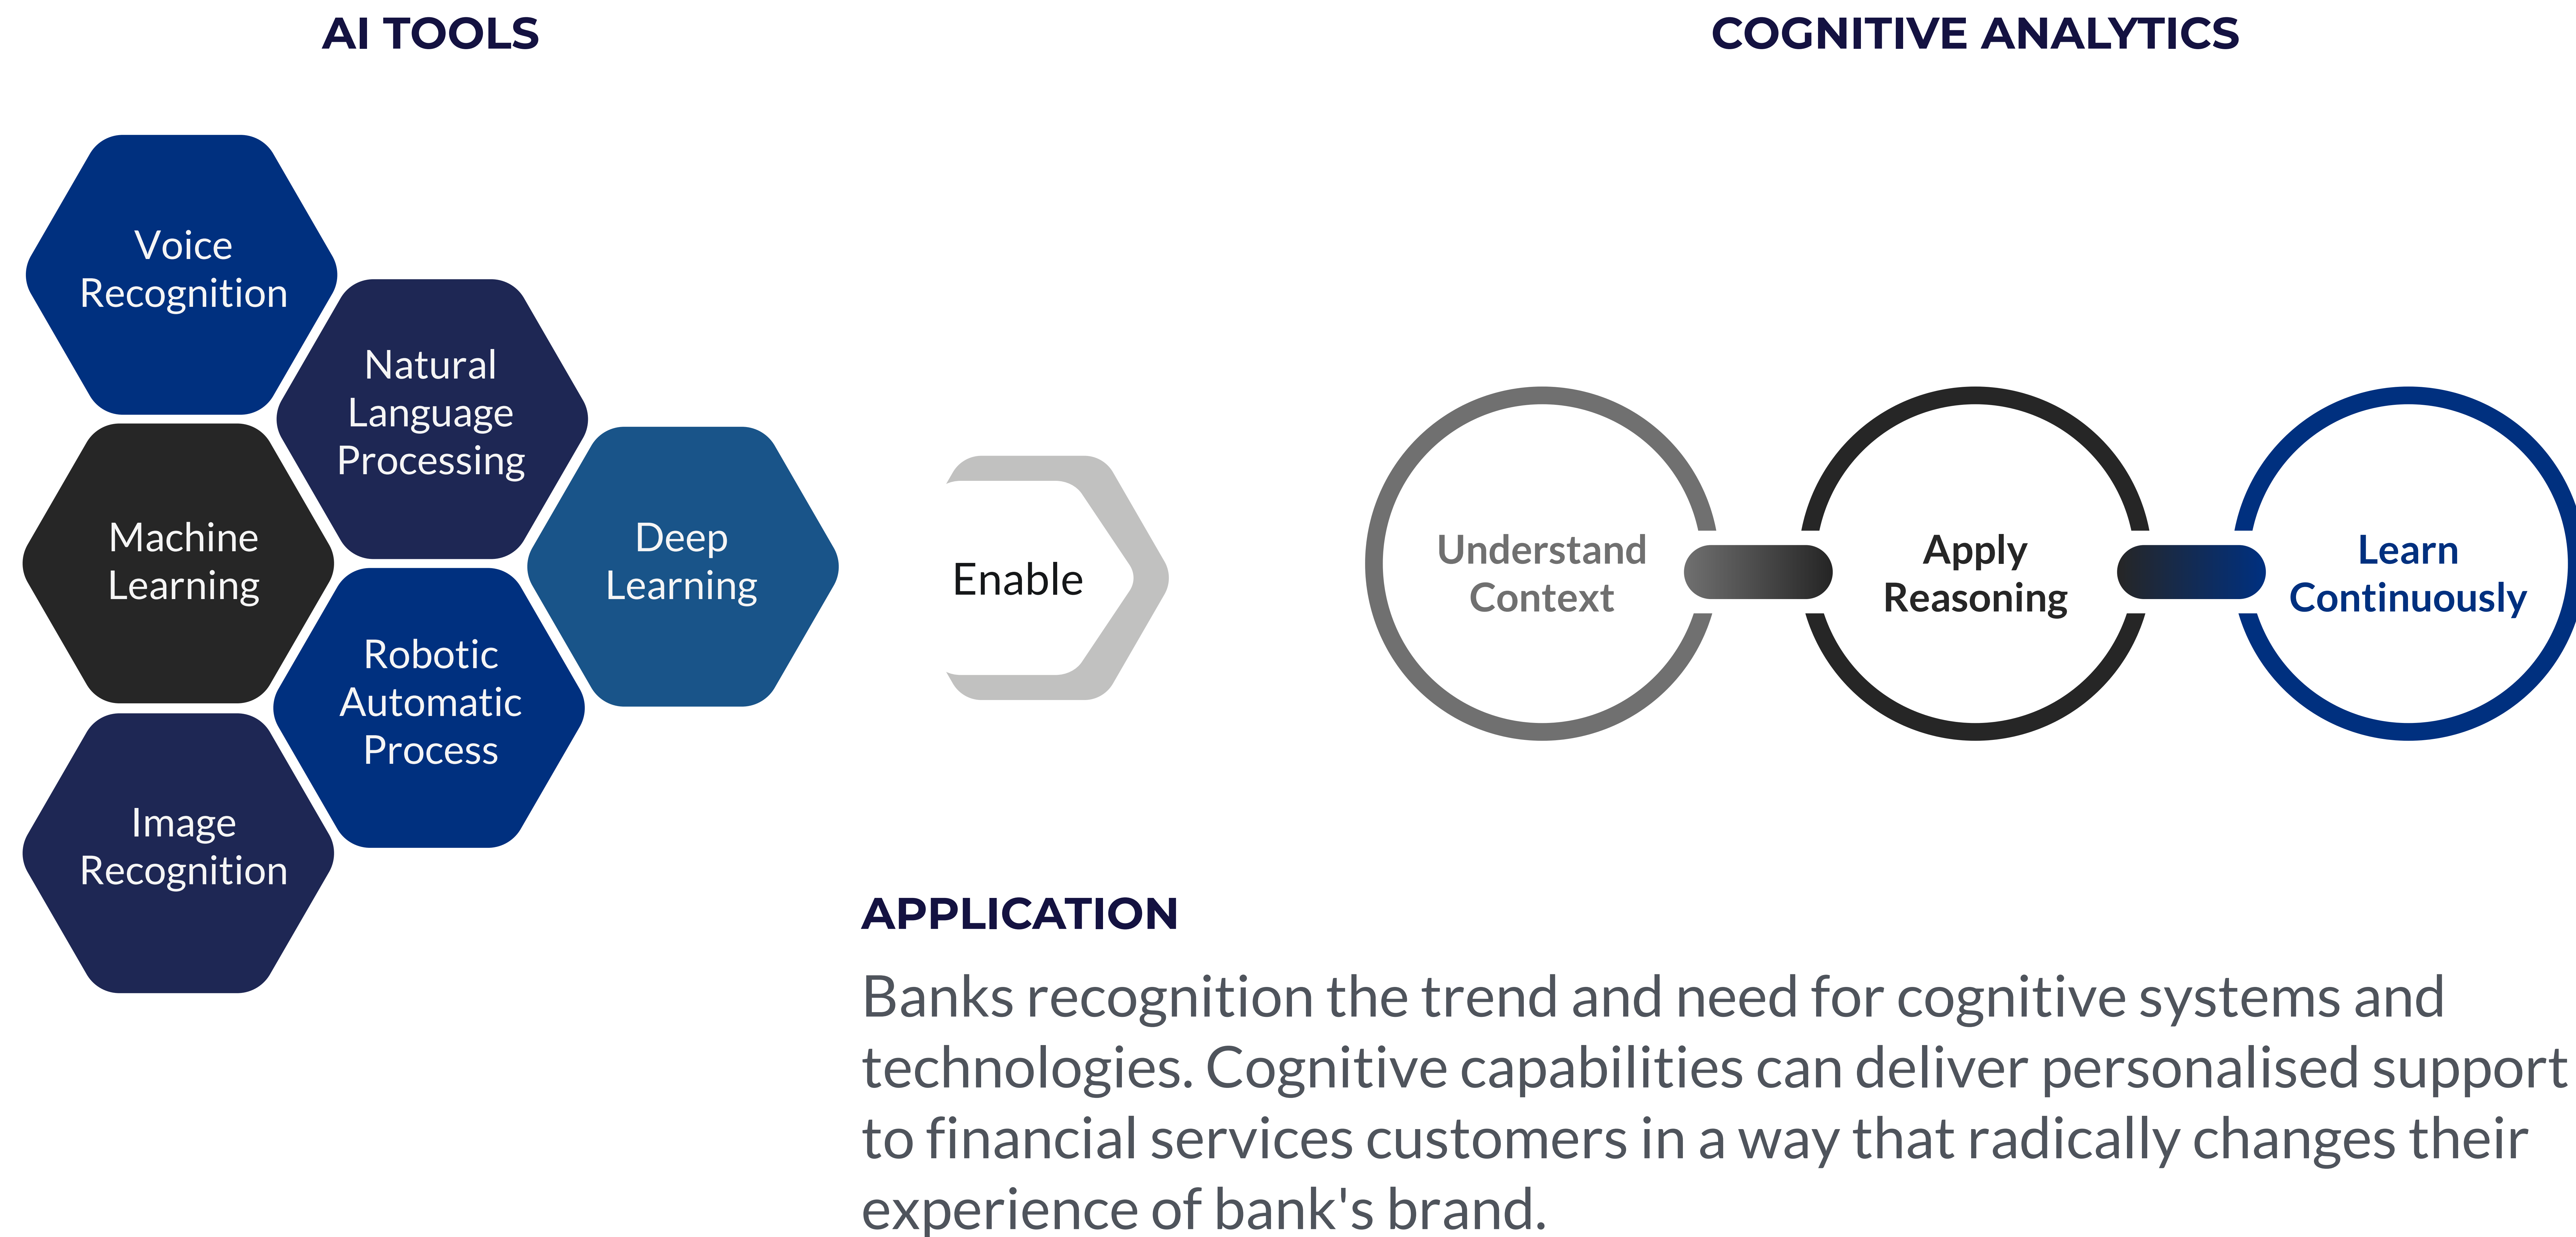 AI TOOLS
COGNITIVE ANALYTICS
Voice
Recognition
Natural
Language
Processing
Machine
Learning
Deep
Learning
Robotic
Automatic
Process
Image
Recognition
Enable
Understand
Context
Apply
Reasoning
Learn
Continuously
APPLICATION
Banks recognition the trend and need for cognitive systems and
technologies. Cognitive capabilities can deliver personalised support
to financial services customers in a way that radically changes their
experience of bank's brand.